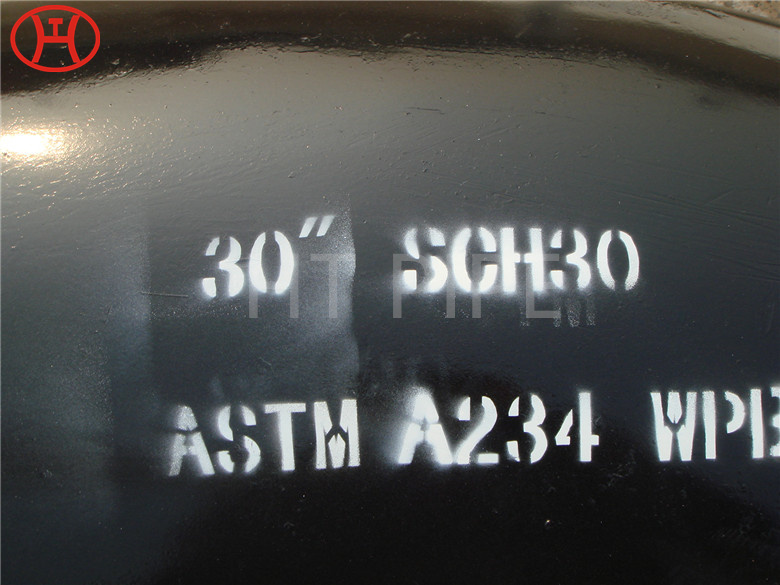 30" SCH30
HT PIPE
ASTM A234